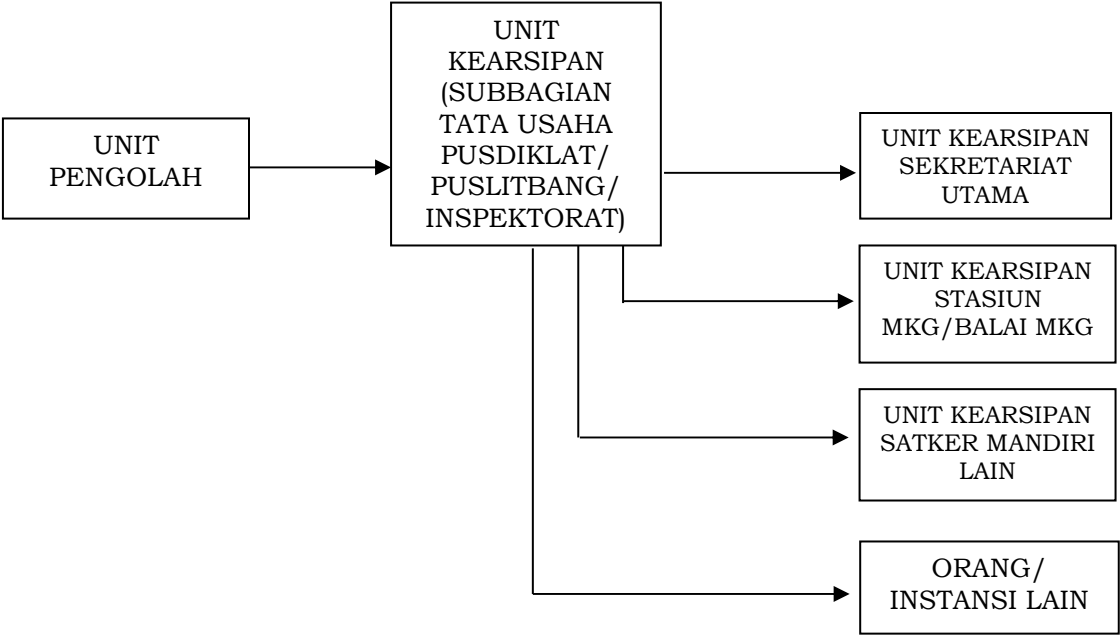 UNIT
PENGOLAH
UNIT
KEARSIPAN
(SUBBAGIAN
TATA USAHA
PUSDIKLAT/
PUSLITBANG/
INSPEKTORAT)
UNIT KEARSIPAN
SEKRETARIAT
UTAMA
UNIT KEARSIPAN
STASIUN
MKG/BALAI MKG
UNIT KEARSIPAN
SATKER MANDIRI
LAIN
ORANG/
INSTANSI LAIN